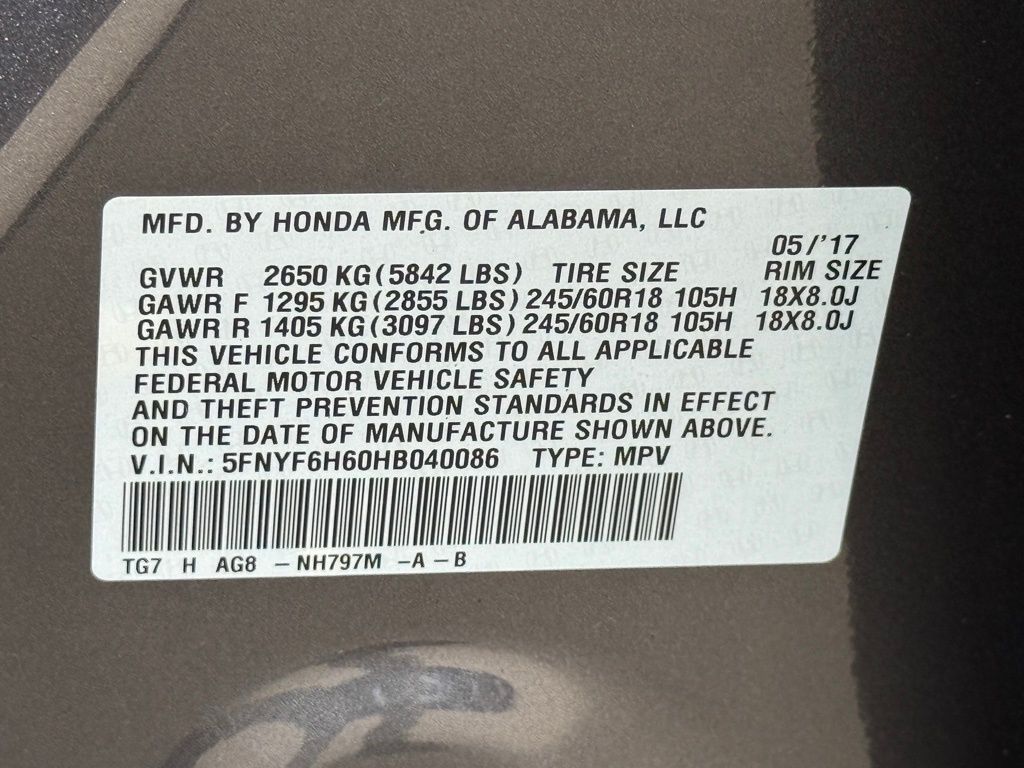 MFD. BY HONDA MFG. OF ALABAMA, LLC
05/'17
GVWR 2650 KG (5842 LBS) TIRE SIZE RIM SIZE
GAWR F 1295 KG (2855 LBS) 245/60R18 105H 18X8.0J
GAWR R 1405 KG (3097 LBS) 245/60R18 105H 18X8.0J
THIS VEHICLE CONFORMS TO ALL APPLICABLE
FEDERAL MOTOR VEHICLE SAFETY
AND THEFT PREVENTION STANDARDS IN EFFECT
ON THE DATE OF MANUFACTURE SHOWN ABOVE.
V.I.N.: 5FNYF6H60HB040086 TYPE: MPV
TG7 H AG8 -NH797M -A-B